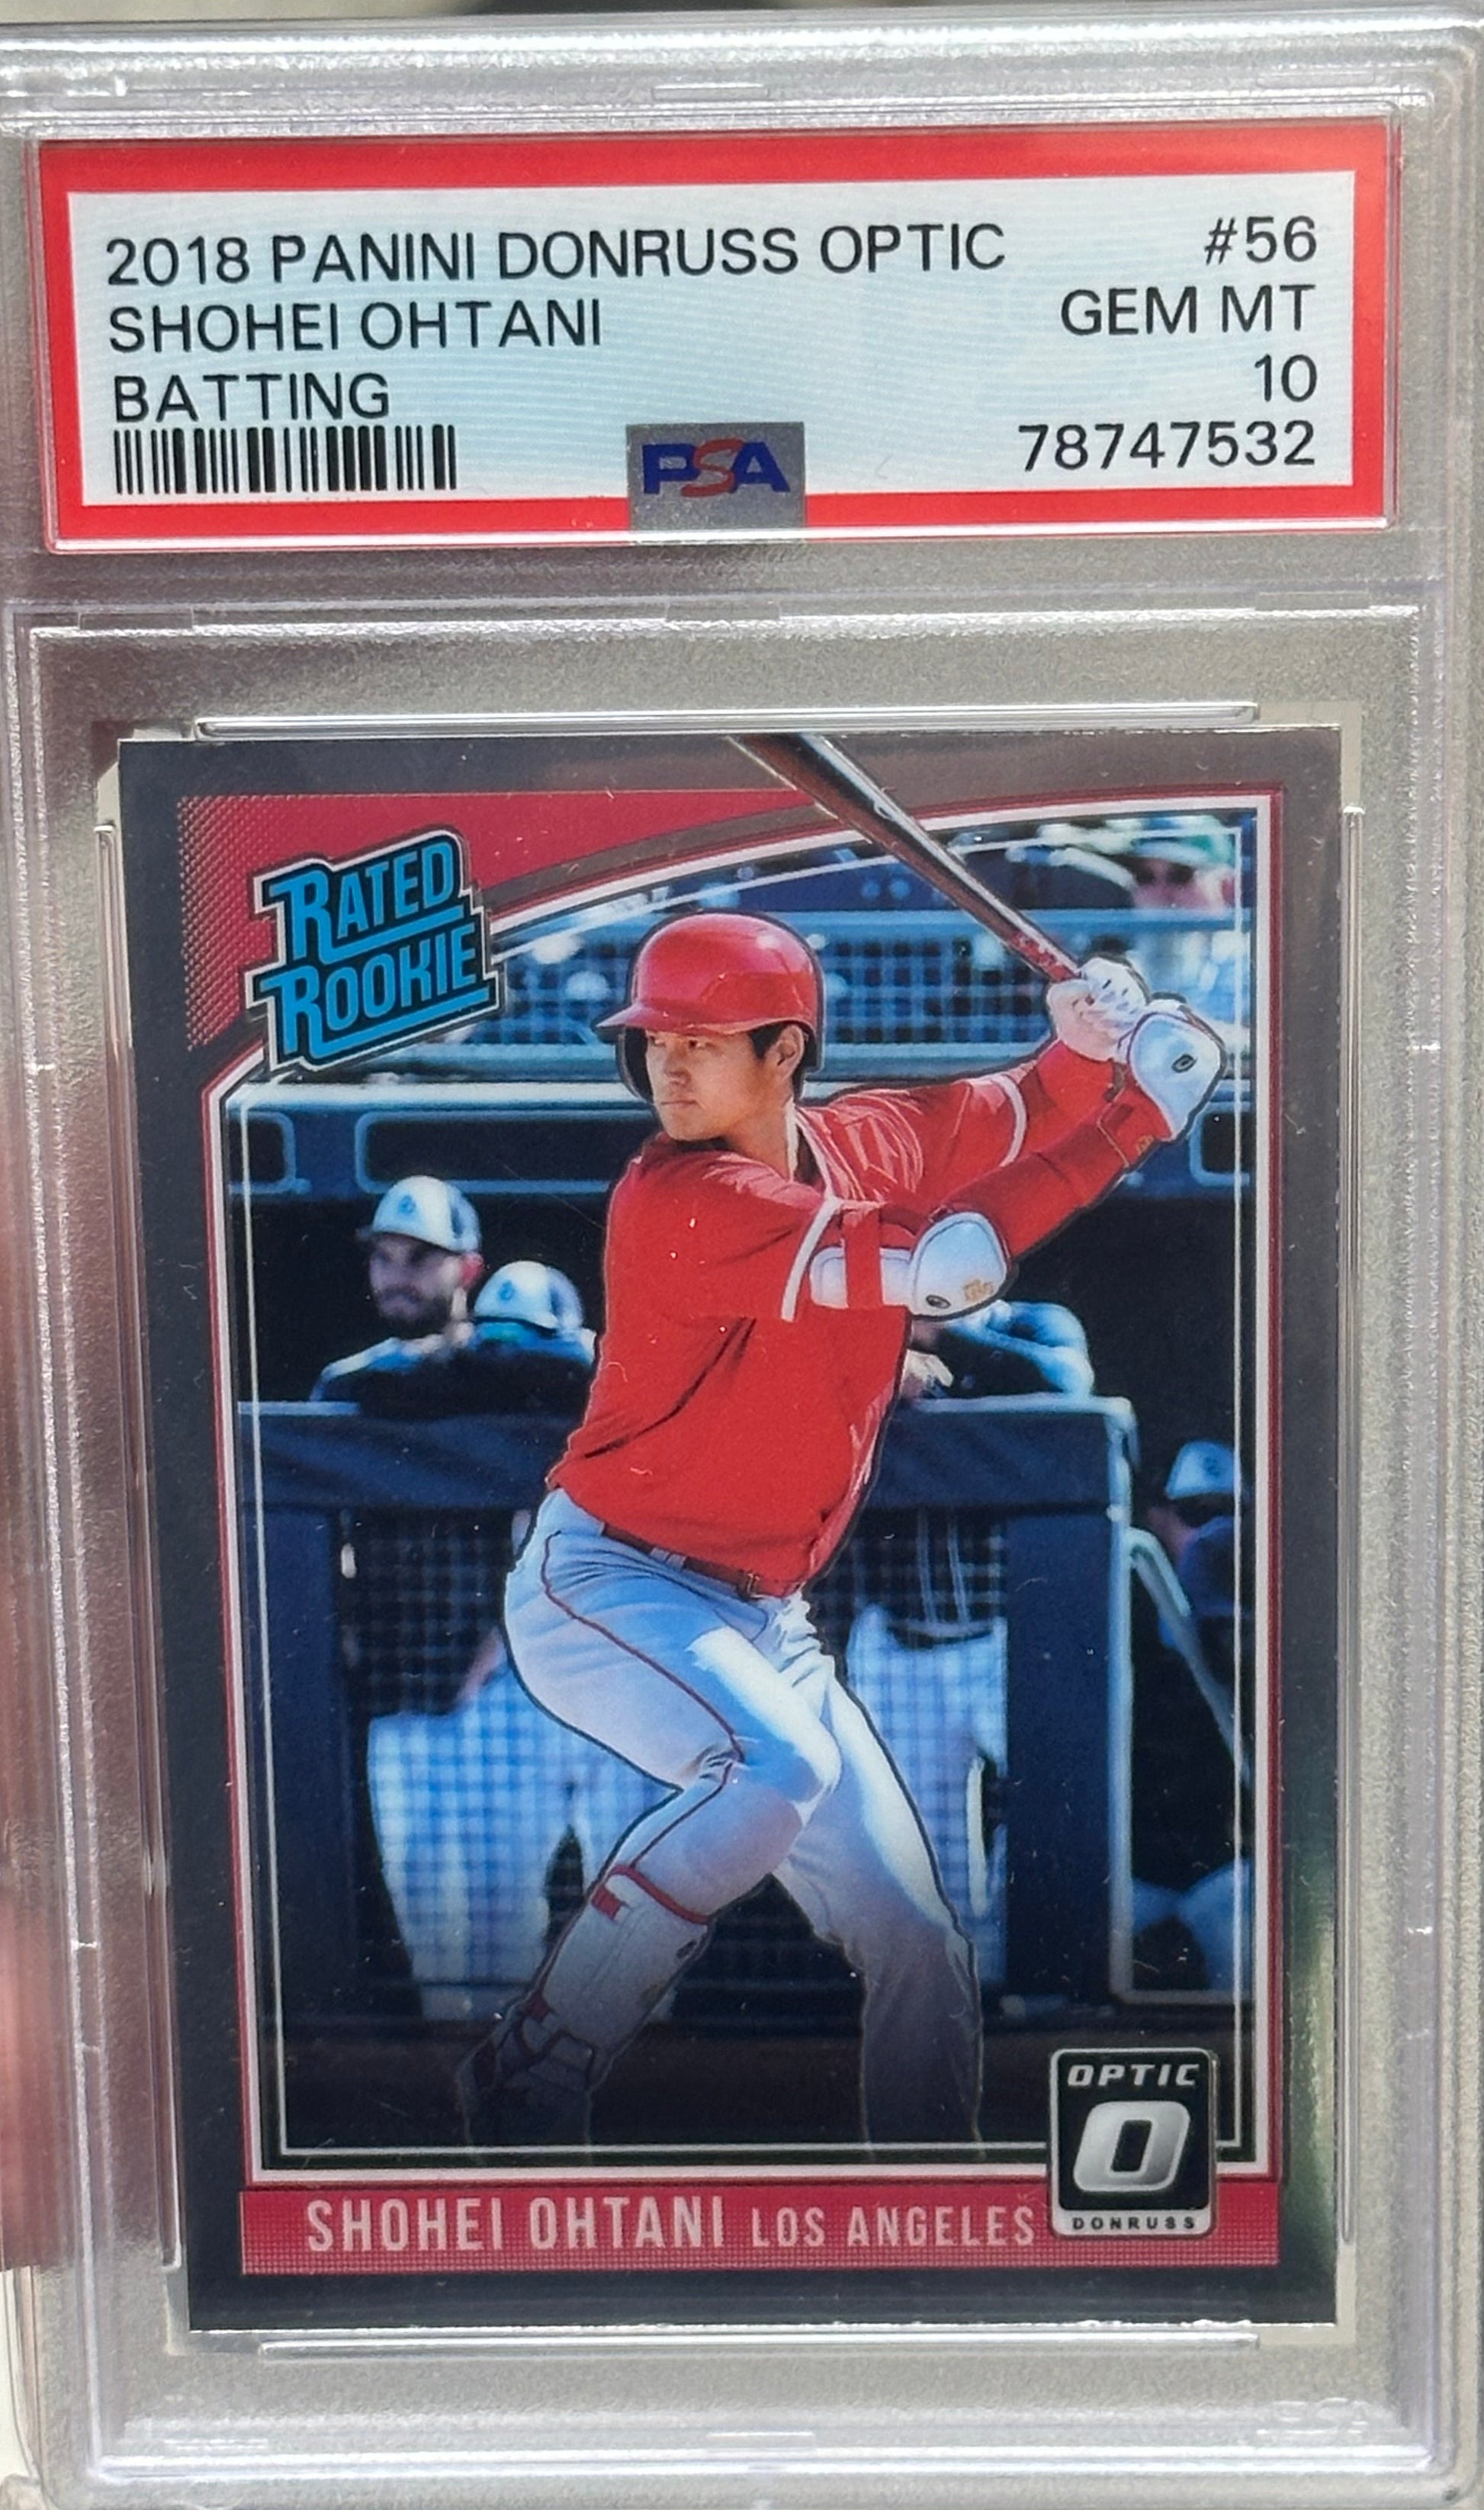 2018 PANINI DONRUSS OPTIC #56
SHOHEI OHTANI GEM MT
BATTING 10
PSA 78747532
RATED
ROOKIE
OPTIC
O
DONRUSS
SHOHEI OHTANI LOS ANGELES